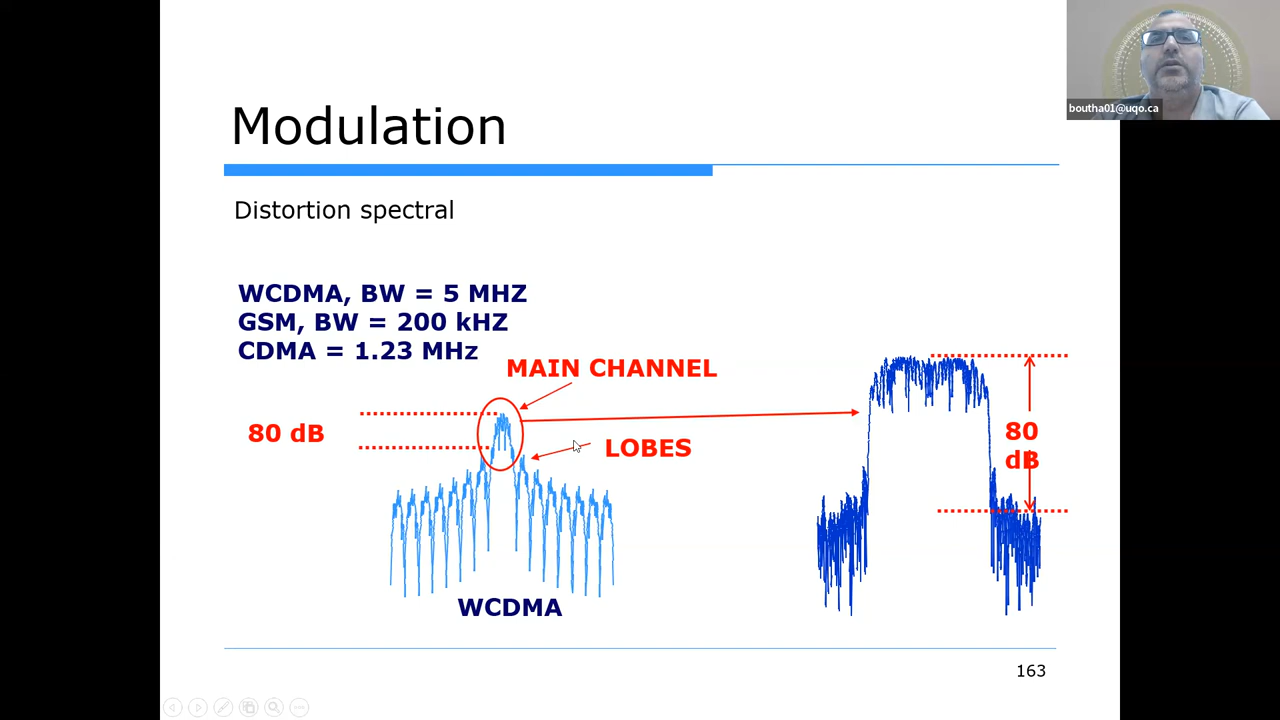 boutha01@uqo.ca
Modulation
Distortion spectral
WCDMA, BW = 5 MHZ
GSM, BW = 200 kHZ
CDMA = 1.23 MHz
MAIN CHANNEL
80 dB
LOBES
80
dB
WCDMA
163